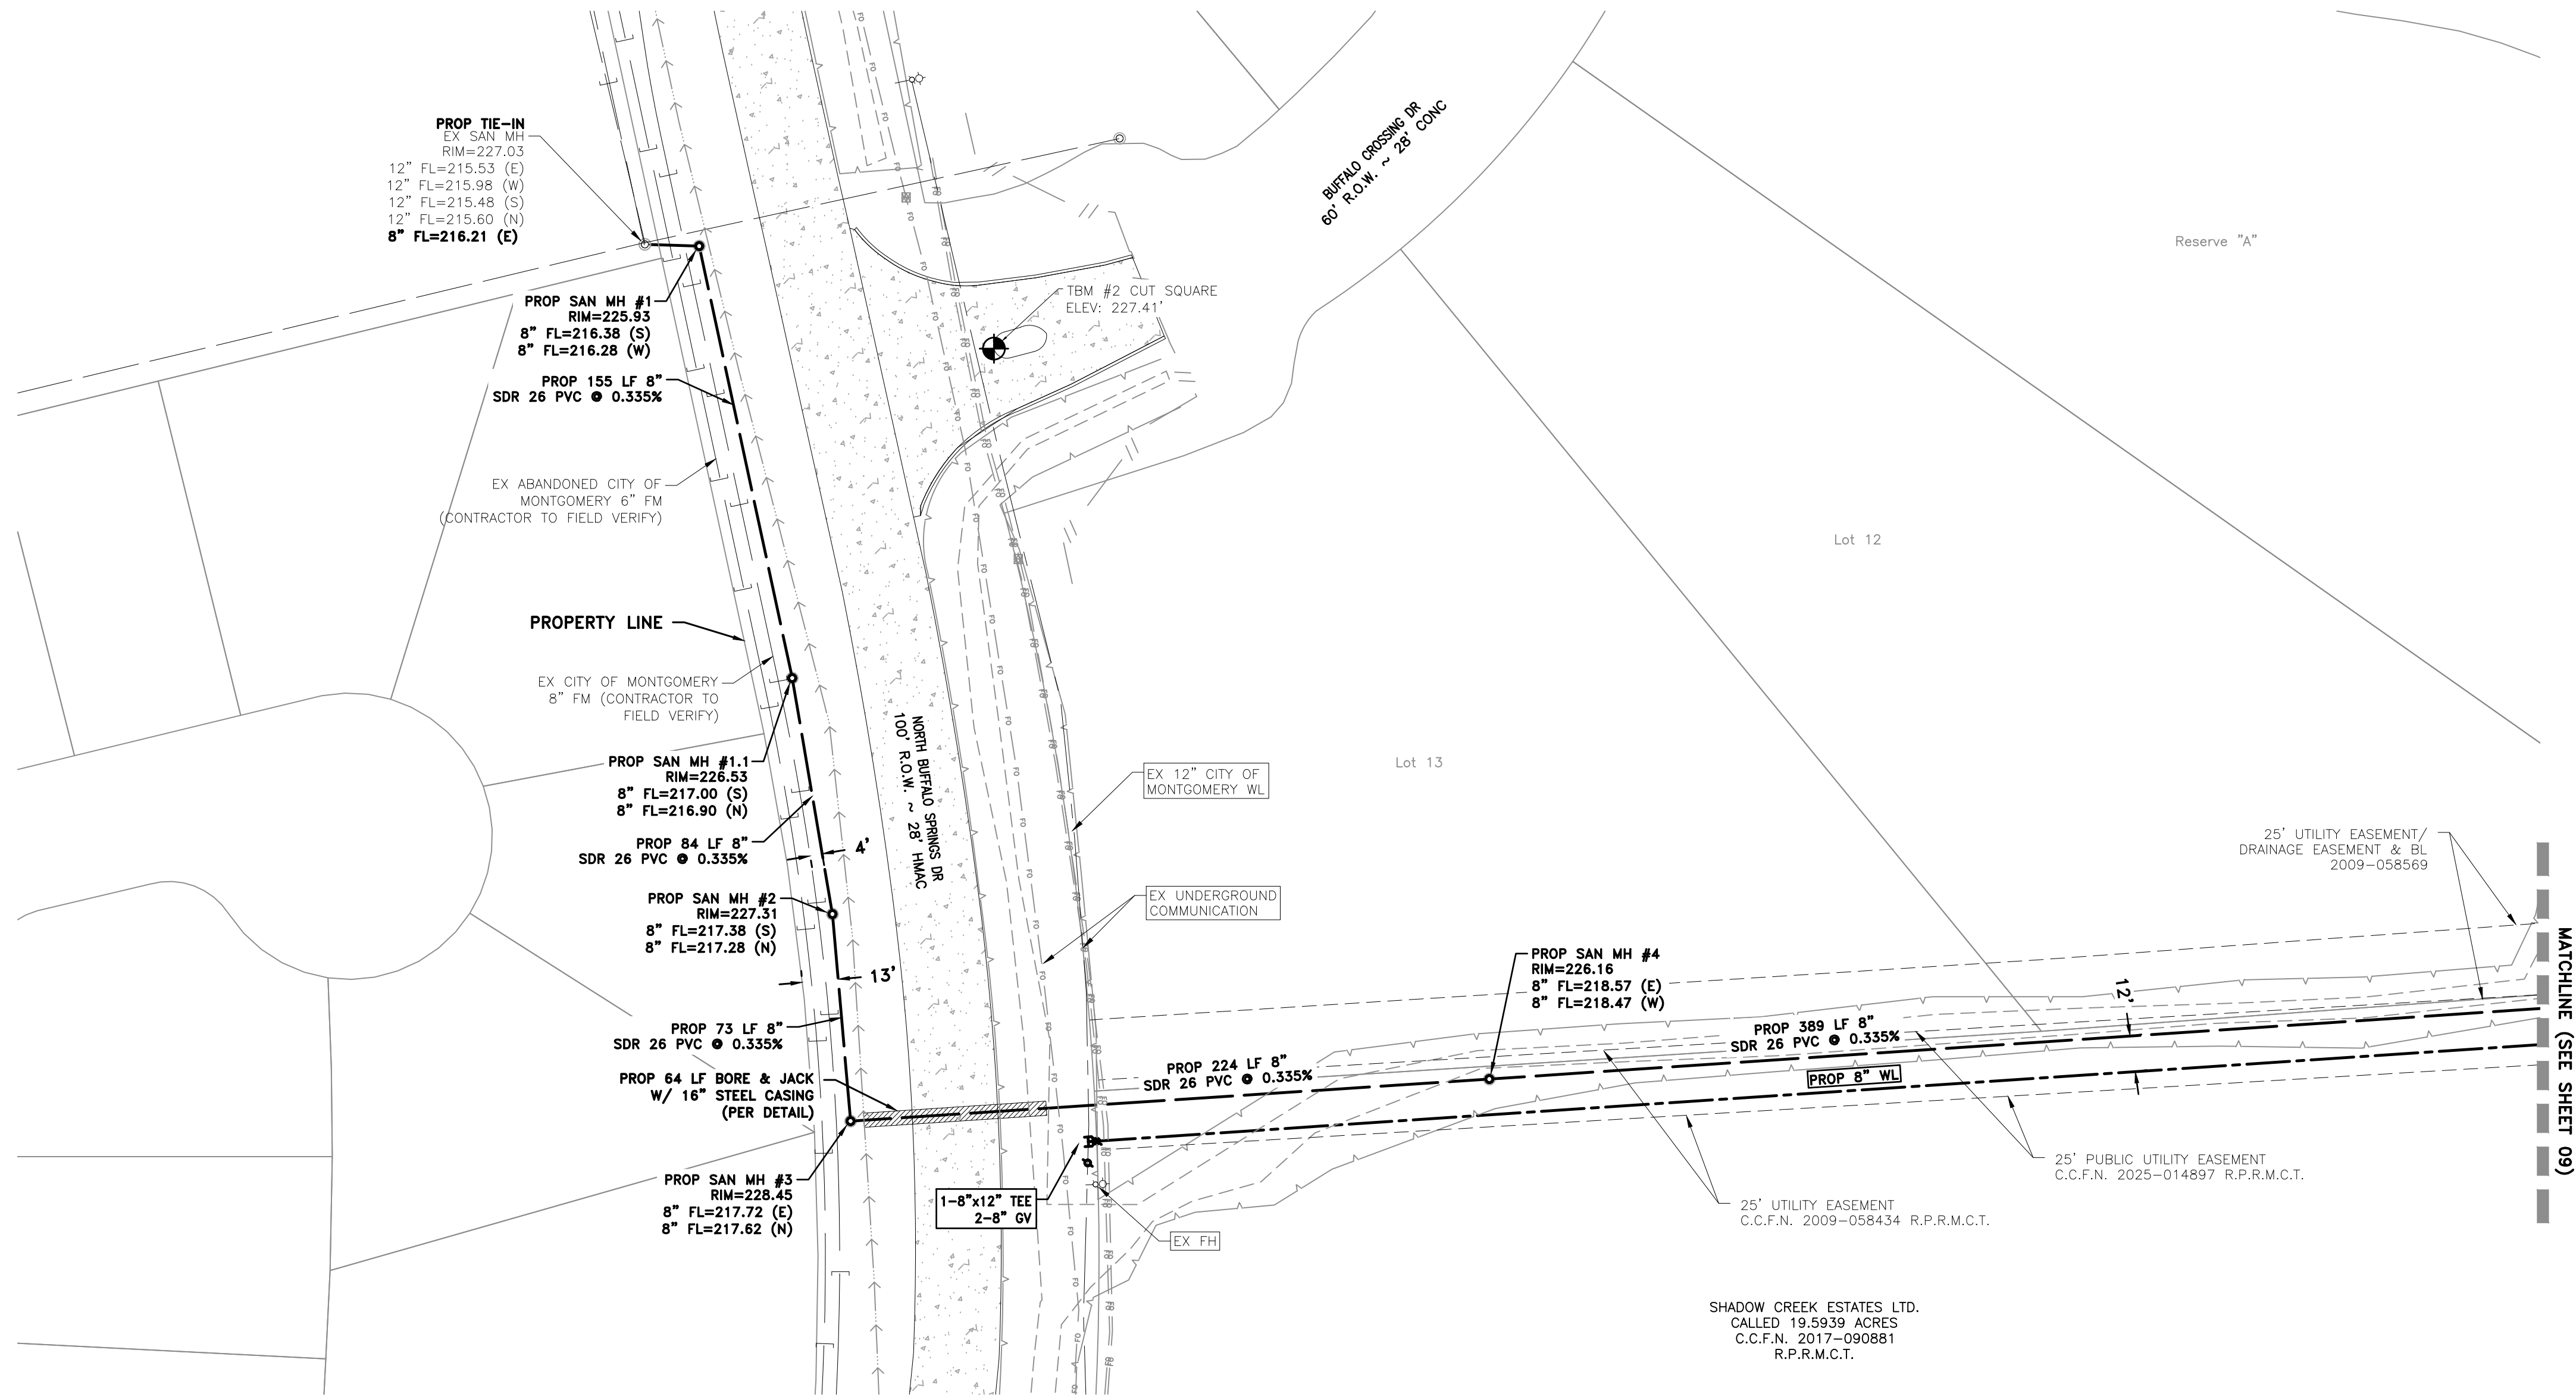 PROP TIE-IN
EX SAN MH
RIM=227.03
12" FL=215.53 (E)
12" FL=215.98 (W)
12" FL=215.48 (S)
12" FL=215.60 (N)
8" FL=216.21 (E)
BUFFALO CROSSING DR
60' R.O.W. ~ 28' CONC
Reserve "A"
TBM #2 CUT SQUARE
ELEV: 227.41'
PROP SAN MH #1
RIM=225.93
8" FL=216.38 (S)
8" FL=216.28 (W)
PROP 155 LF 8"
SDR 26 PVC @ 0.335%
EX ABANDONED CITY OF
MONTGOMERY 6" FM
(CONTRACTOR TO FIELD VERIFY)
Lot 12
PROPERTY LINE
EX CITY OF MONTGOMERY
8" FM (CONTRACTOR TO
FIELD VERIFY)
NORTH BUFFALO SPRINGS DR
100' R.O.W. ~ 28' HMAC
Lot 13
PROP SAN MH #1.1
RIM=226.53
8" FL=217.00 (S)
8" FL=216.90 (N)
EX 12" CITY OF
MONTGOMERY WL
PROP 84 LF 8"
SDR 26 PVC @ 0.335%
4'
25' UTILITY EASEMENT/
DRAINAGE EASEMENT & BL
2009-058569
EX UNDERGROUND
COMMUNICATION
PROP SAN MH #2
RIM=227.31
8" FL=217.38 (S)
8" FL=217.28 (N)
13'
PROP SAN MH #4
RIM=226.16
8" FL=218.57 (E)
8" FL=218.47 (W)
12'
MATCHLINE (SEE SHEET 09)
PROP 73 LF 8"
SDR 26 PVC @ 0.335%
PROP 389 LF 8"
SDR 26 PVC @ 0.335%
PROP 224 LF 8"
SDR 26 PVC @ 0.335%
PROP 8" WL
PROP 64 LF BORE & JACK
W/ 16" STEEL CASING
(PER DETAIL)
PROP SAN MH #3
RIM=228.45
8" FL=217.72 (E)
8" FL=217.62 (N)
1-8"x12" TEE
2-8" GV
EX FH
25' PUBLIC UTILITY EASEMENT
C.C.F.N. 2025-014897 R.P.R.M.C.T.
25' UTILITY EASEMENT
C.C.F.N. 2009-058434 R.P.R.M.C.T.
SHADOW CREEK ESTATES LTD.
CALLED 19.5939 ACRES
C.C.F.N. 2017-090881
R.P.R.M.C.T.